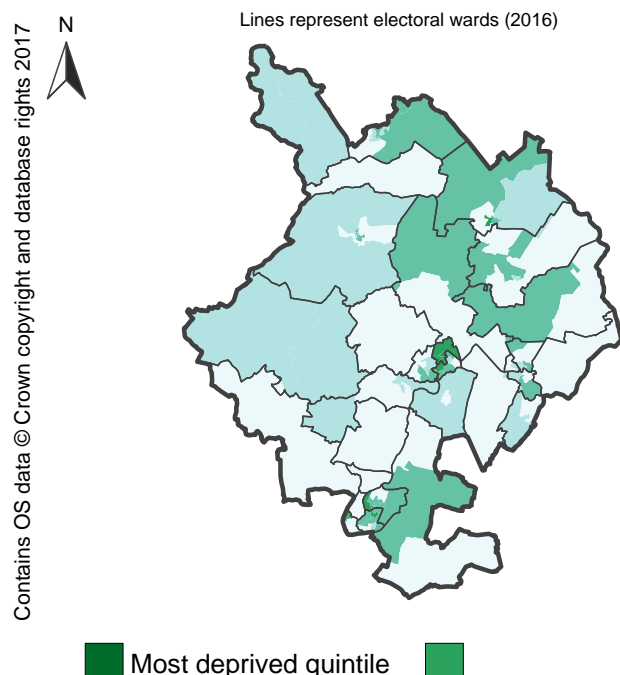 Lines represent electoral wards (2016)
N
Contains OS data © Crown copyright and database rights 2017
Most deprived quintile